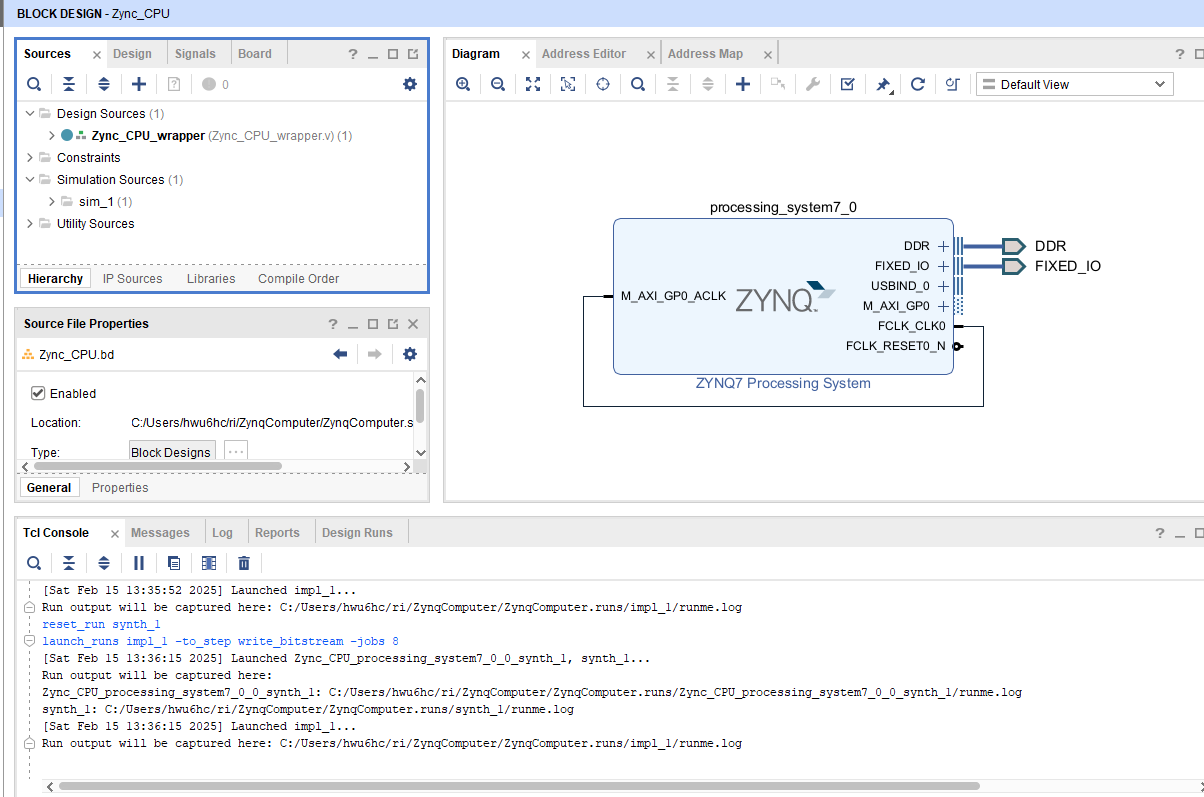 BLOCK DESIGN - Zync_CPU
Sources Design Signals Board
0
Design Sources (1)
Zync_CPU_wrapper (Zync_CPU_wrapper.v) (1)
Constraints
Simulation Sources (1)
sim_1 (1)
Utility Sources
Hierarchy IP Sources Libraries Compile Order
Source File Properties
Zync_CPU.bd
Enabled
Location: C:/Users/hwu6hc/ri/ZynqComputer/ZynqComputer.s
Type: Block Designs ...
General Properties
Diagram Address Editor Address Map
Default View
processing_system7_0
DDR
FIXED_IO
USBIND_0
M_AXI_GP0
FCLK_CLK0
FCLK_RESET0_N
M_AXI_GP0_ACLK
ZYNQ
ZYNQ7 Processing System
DDR
FIXED_IO
Tcl Console Messages Log Reports Design Runs
[Sat Feb 15 13:35:52 2025] Launched impl_1...
Run output will be captured here: C:/Users/hwu6hc/ri/ZynqComputer/ZynqComputer.runs/impl_1/runme.log
reset_run synth_1
launch_runs impl_1 -to_step write_bitstream -jobs 8
[Sat Feb 15 13:36:15 2025] Launched Zync_CPU_processing_system7_0_0_synth_1, synth_1...
Run output will be captured here:
Zync_CPU_processing_system7_0_0_synth_1: C:/Users/hwu6hc/ri/ZynqComputer/ZynqComputer.runs/Zync_CPU_processing_system7_0_0_synth_1/runme.log
synth_1: C:/Users/hwu6hc/ri/ZynqComputer/ZynqComputer.runs/synth_1/runme.log
[Sat Feb 15 13:36:15 2025] Launched impl_1...
Run output will be captured here: C:/Users/hwu6hc/ri/ZynqComputer/ZynqComputer.runs/impl_1/runme.log